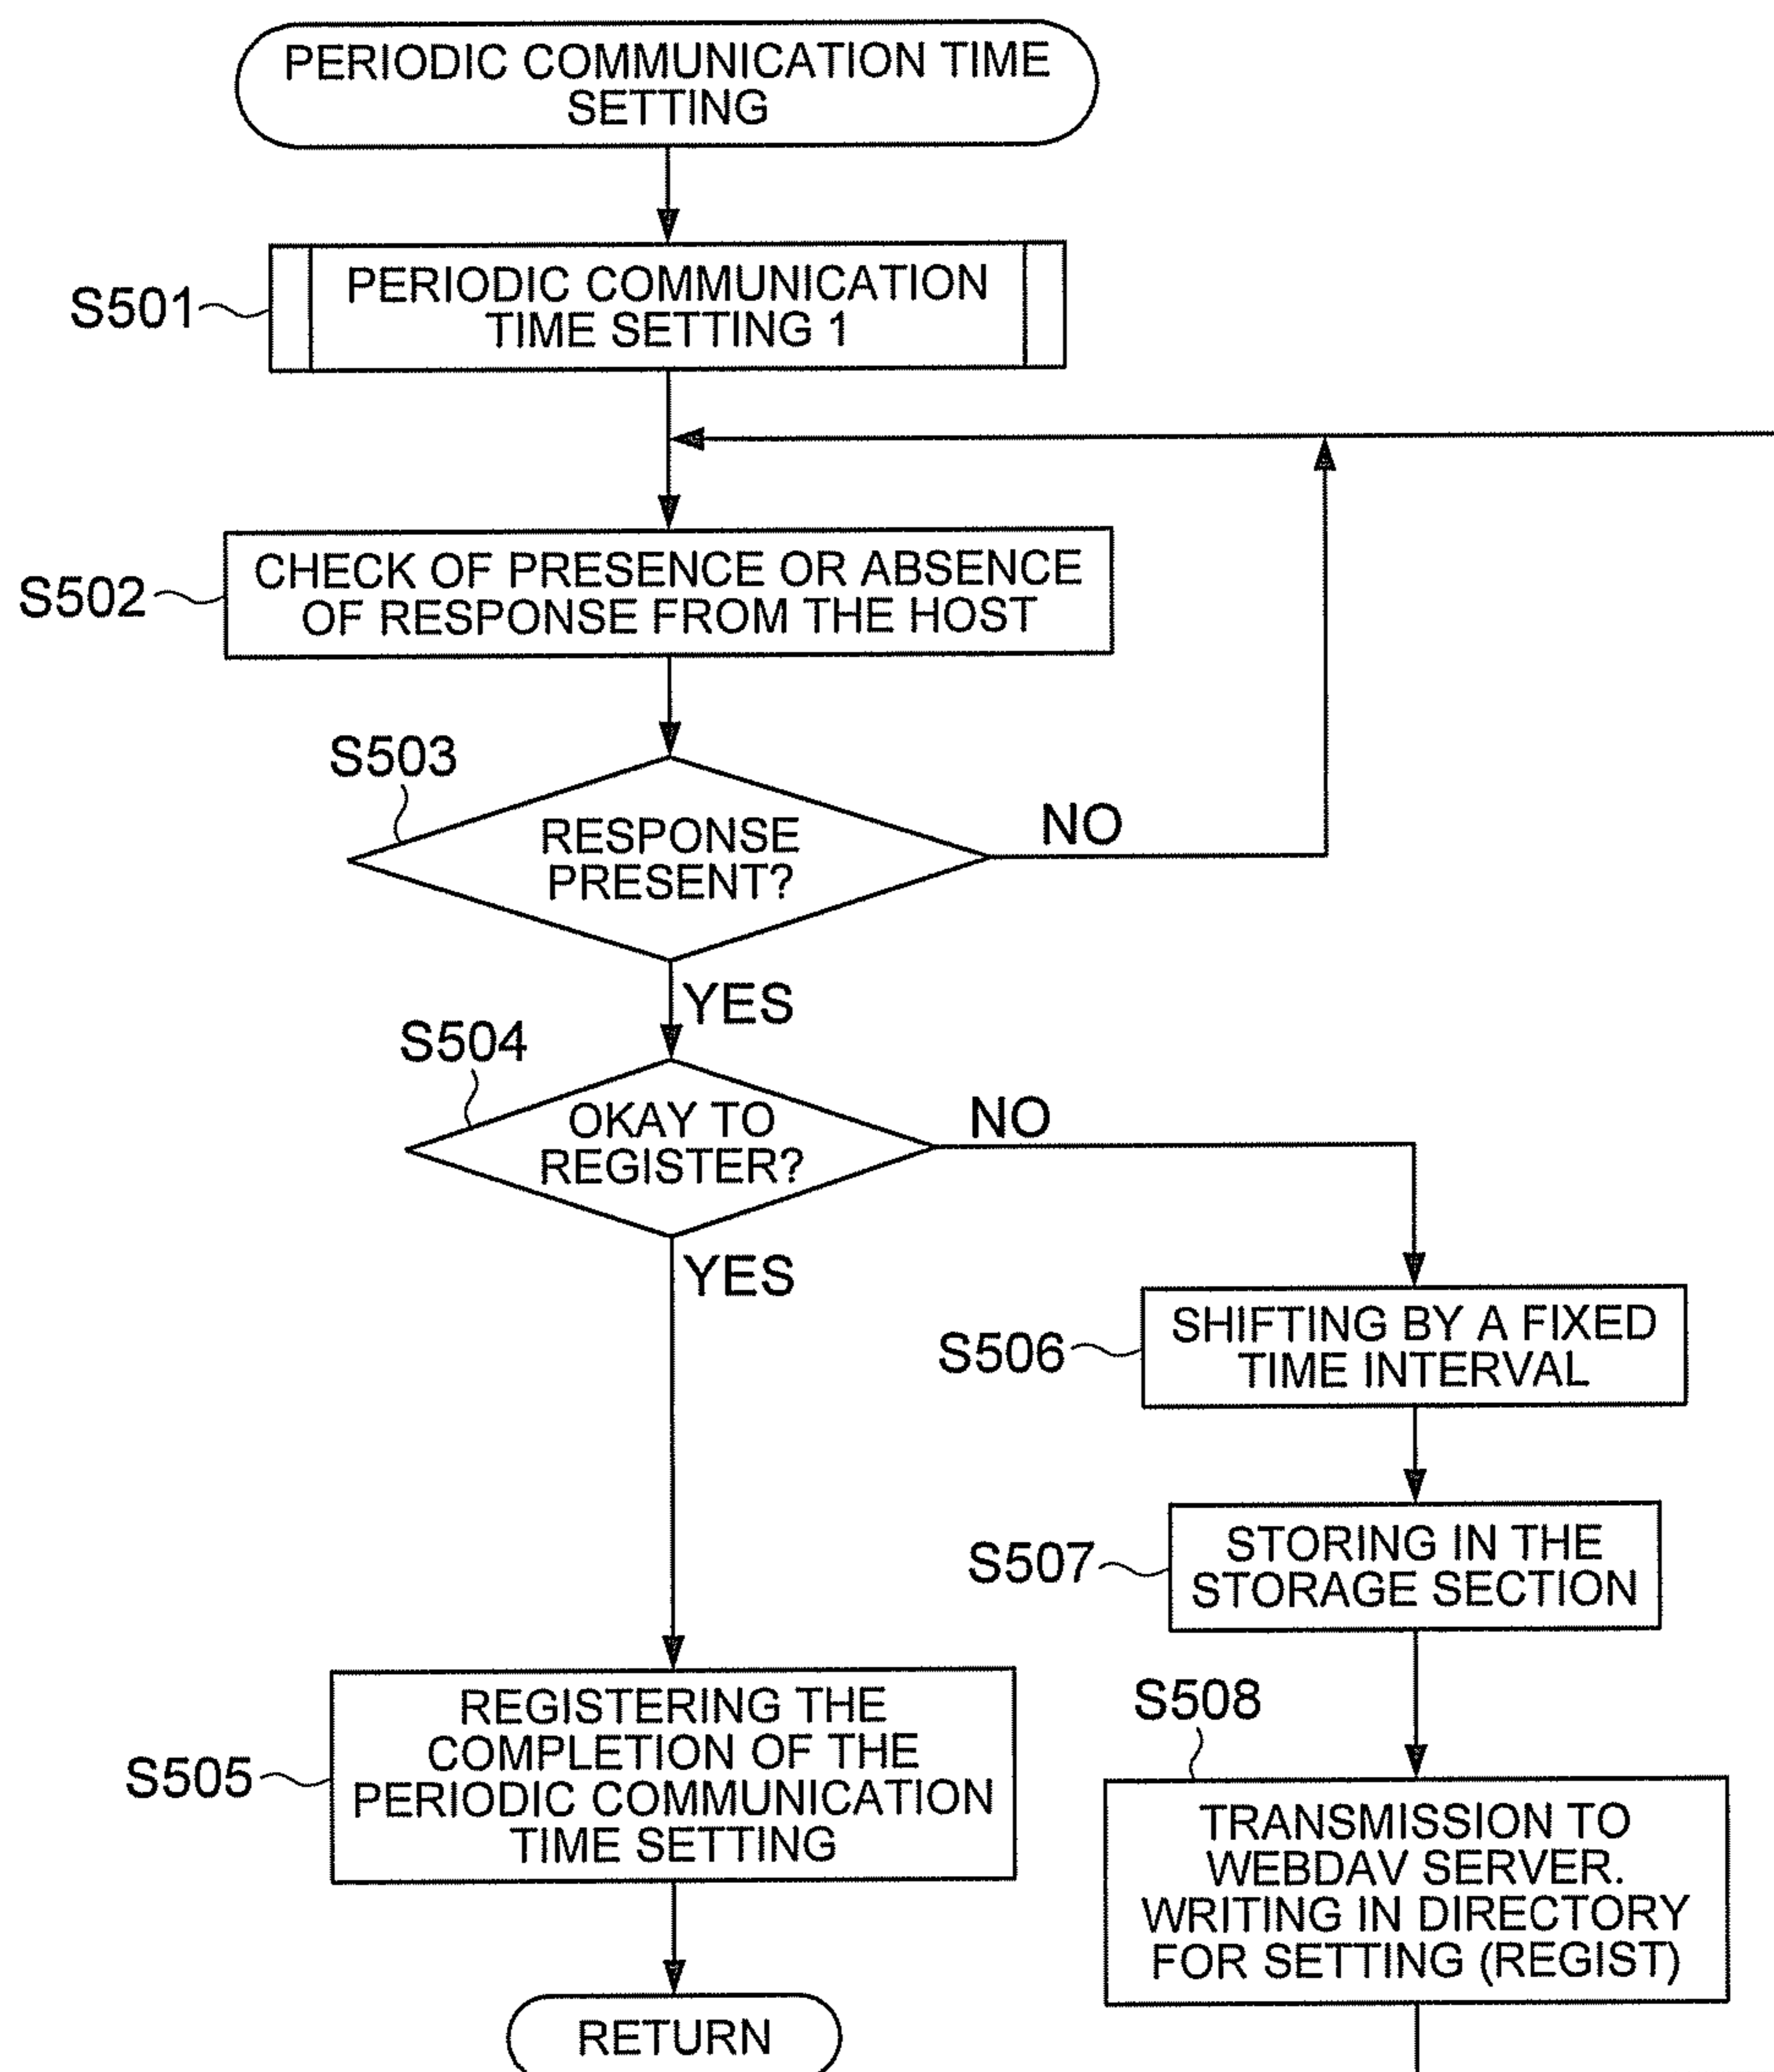 PERIODIC COMMUNICATION TIME
SETTING
S501
PERIODIC COMMUNICATION
TIME SETTING 1
S502
CHECK OF PRESENCE OR ABSENCE
OF RESPONSE FROM THE HOST
S503
RESPONSE
PRESENT?
NO
YES
S504
OKAY TO
REGISTER?
NO
YES
S506
SHIFTING BY A FIXED
TIME INTERVAL
S507
STORING IN THE
STORAGE SECTION
S505
REGISTERING THE
COMPLETION OF THE
PERIODIC COMMUNICATION
TIME SETTING
S508
TRANSMISSION TO
WEBDAV SERVER.
WRITING IN DIRECTORY
FOR SETTING (REGIST)
RETURN